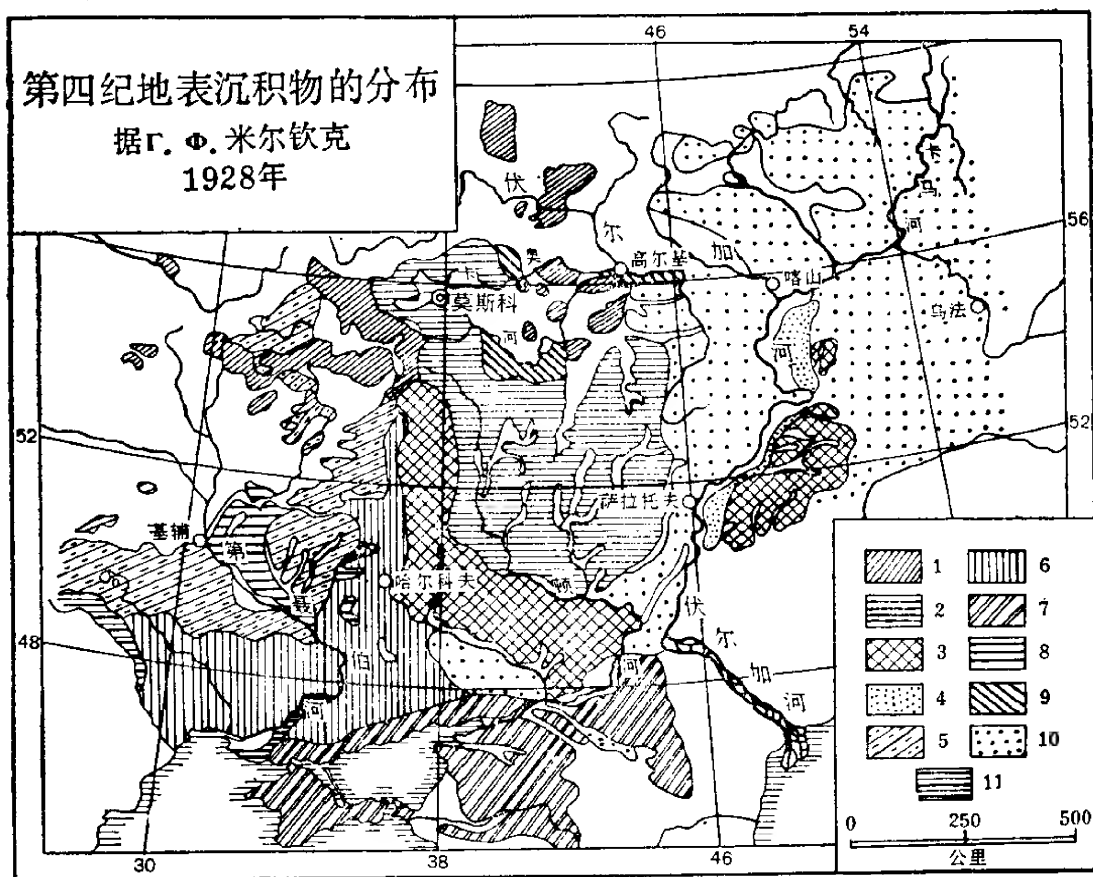 第四纪地表沉积物的分布
据Г. Ф. 米尔钦克
1928年
46
54
伏
尔
加
卡
马
河
56
奥
卡
河
高尔基
喀山
莫斯科
乌法
河
52
52
萨拉托夫
基辅
第
聂
伯
河
哈尔科夫
顿
河
伏
尔
加
河
48
30
38
46
1
2
3
4
5
6
7
8
9
10
11
0 250 500
公里